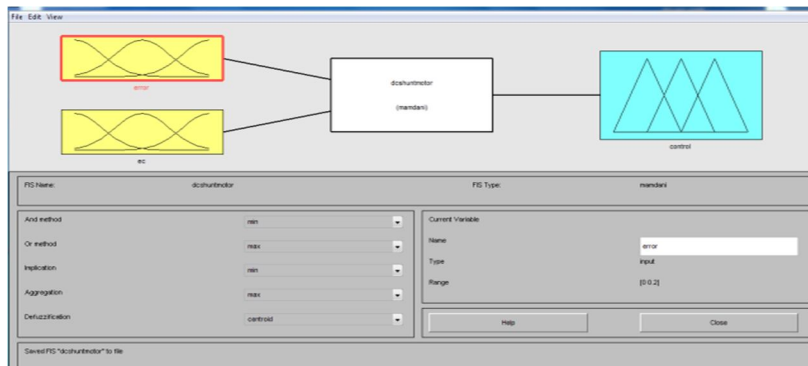 File Edit View
error
ec
dcshuntmotor
(mamdani)
control
FIS Name: dcshuntmotor FIS Type: mamdani
And method min
Or method max
Implication min
Aggregation max
Defuzzification centroid
Current Variable
Name error
Type input
Range [0 0.2]
Help Close
Saved FIS "dcshuntmotor" to file